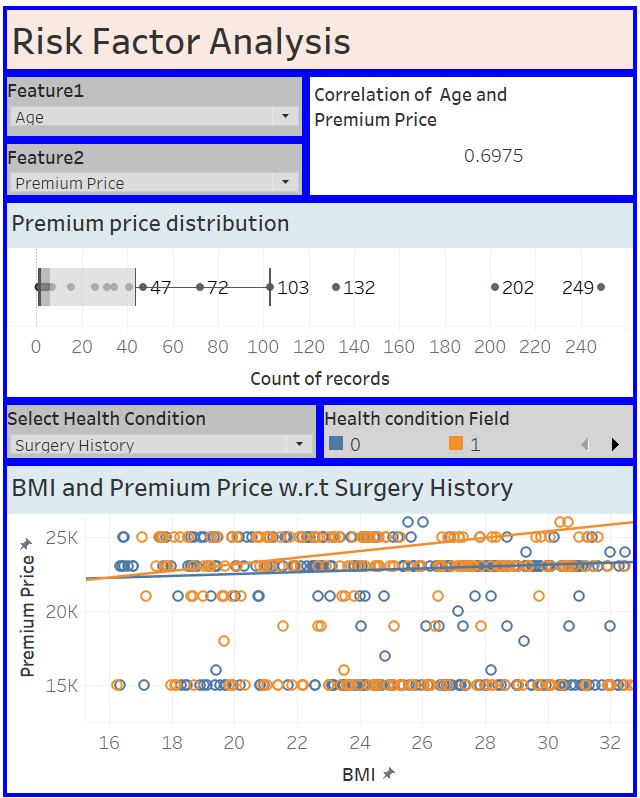 Risk Factor Analysis
Feature1
Age
Correlation of Age and
Premium Price
0.6975
Feature2
Premium Price
Premium price distribution
47 72 103 132 202 249
0 20 40 60 80 100 120 140 160 180 200 220 240
Count of records
Select Health Condition
Surgery History
Health condition Field
0 1
BMI and Premium Price w.r.t Surgery History
Premium Price
25K
20K
15K
16 18 20 22 24 26 28 30 32
BMI